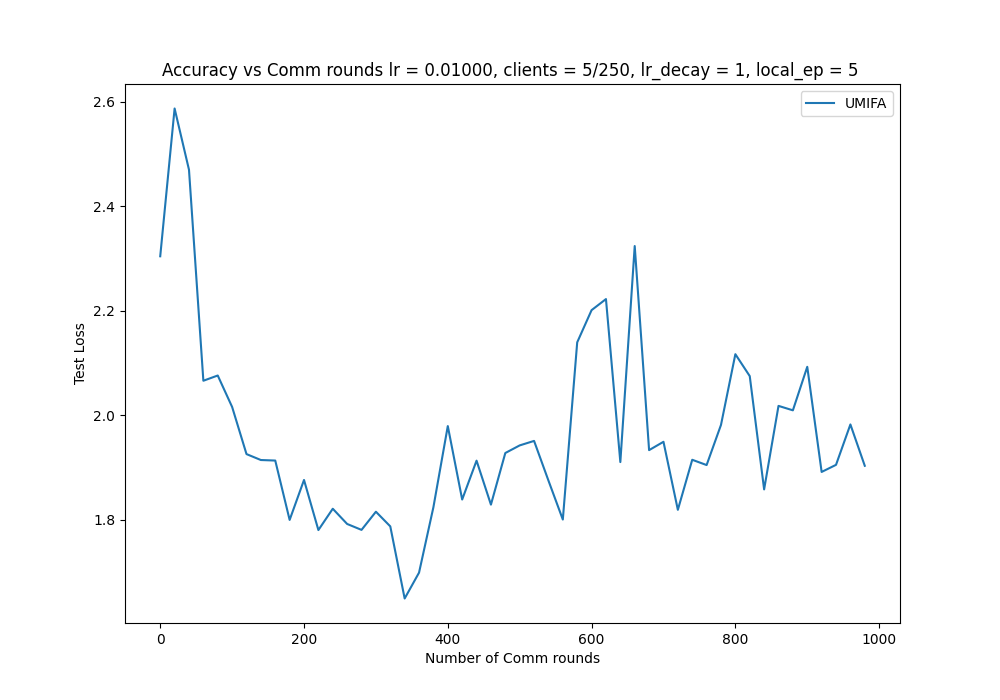 Accuracy vs Comm rounds lr = 0.01000, clients = 5/250, lr_decay = 1, local_ep = 5
UMIFA
2.6
2.4
2.2
2.0
1.8
Test Loss
0 200 400 600 800 1000
Number of Comm rounds